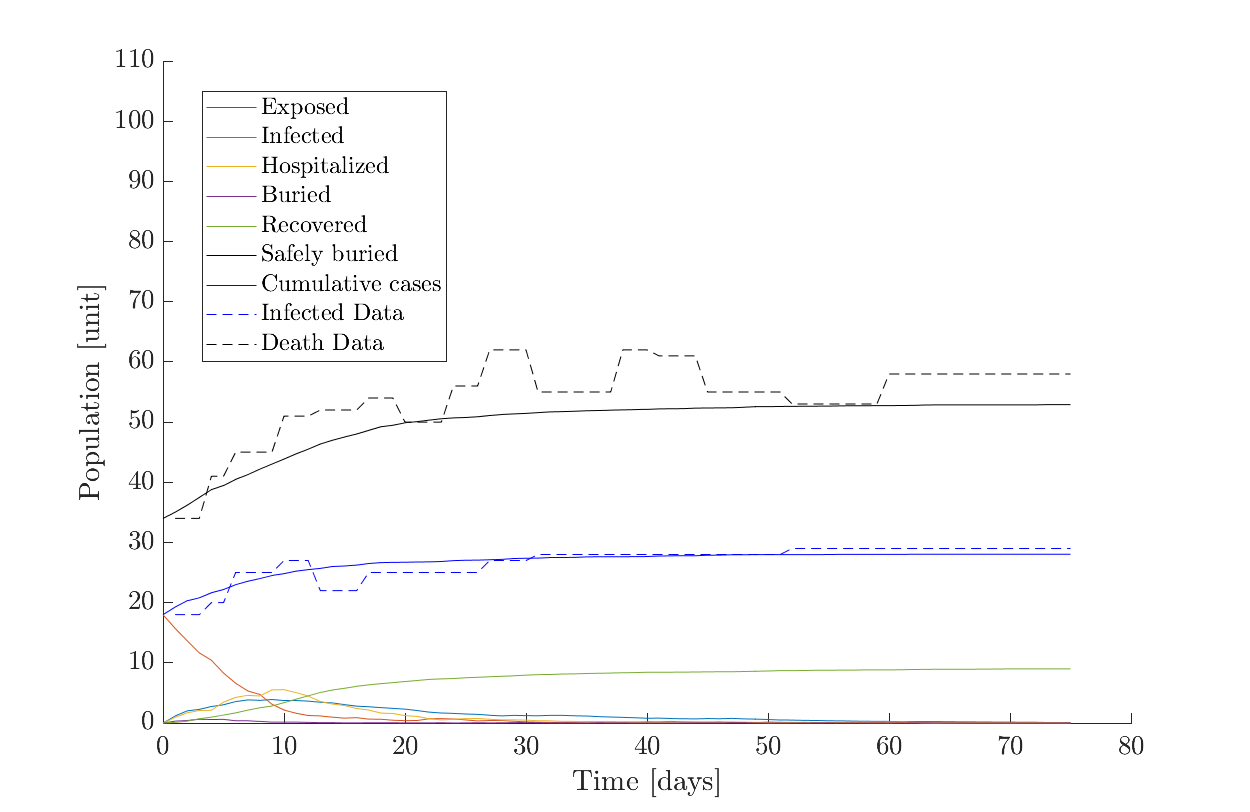 110
100
90
80
70
60
50
40
30
20
10
0
Population [unit]
Exposed
Infected
Hospitalized
Buried
Recovered
Safely buried
Cumulative cases
Infected Data
Death Data
0 10 20 30 40 50 60 70 80
Time [days]